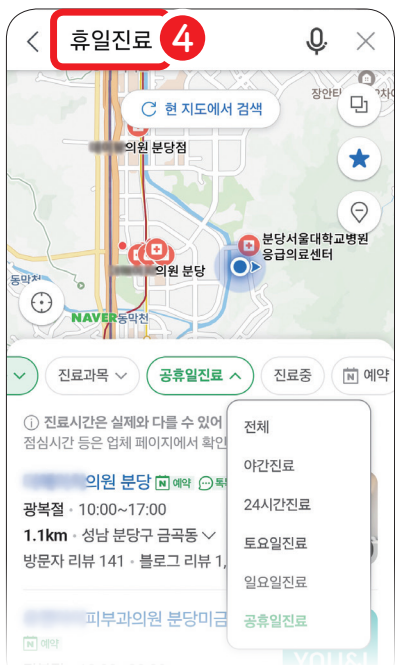 휴일진료 4
장안타
현 지도에서 검색
의원 분당점
분당서울대학교병원
응급의료센터
의원 분당
동막천
NAVER 동막천
진료과목
공휴일진료
진료중
N 예약
진료시간은 실제와 다를 수 있어
점심시간 등은 업체 페이지에서 확인
의원 분당 N 예약 톡
광복절 · 10:00~17:00
1.1km · 성남 분당구 금곡동
방문자 리뷰 141 · 블로그 리뷰 1,
피부과의원 분당미금
N 예약
전체
야간진료
24시간진료
토요일진료
일요일진료
공휴일진료